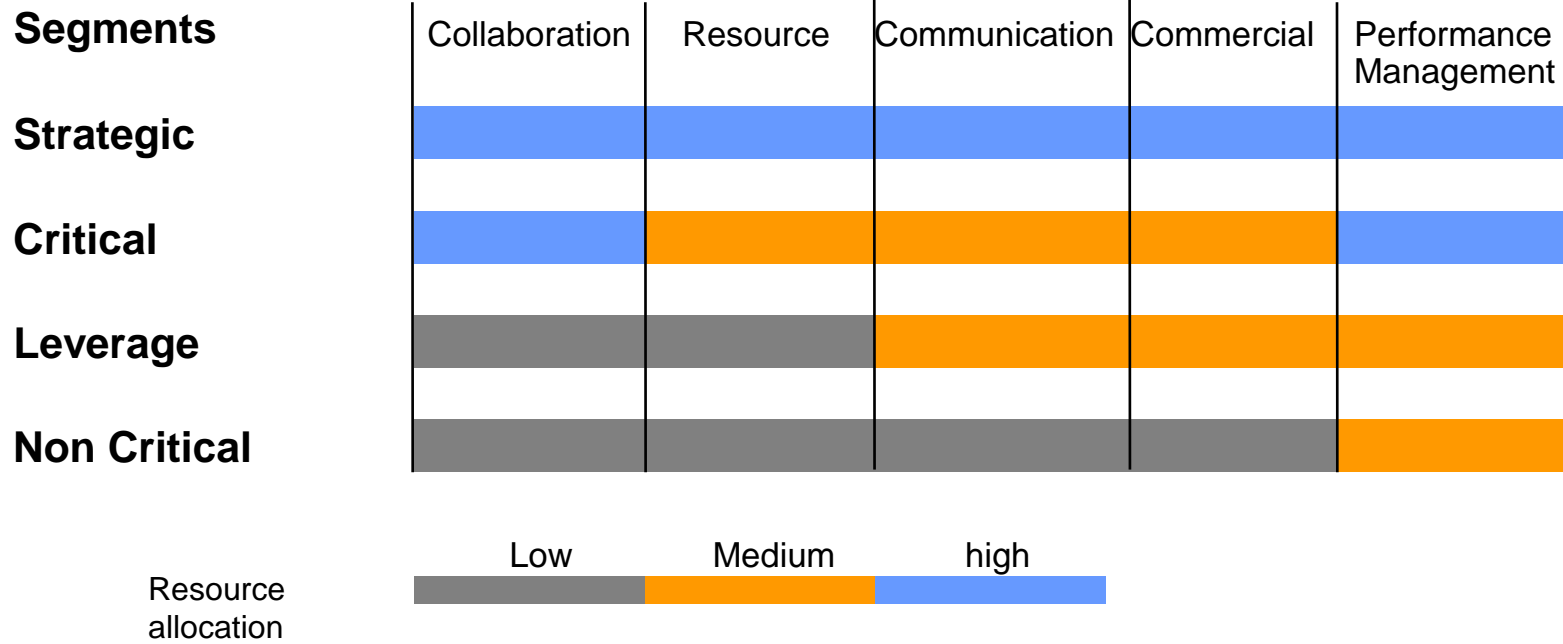 Segments
Collaboration
Resource
Communication
Commercial
Performance
Management
Strategic
Critical
Leverage
Non Critical
Low
Medium
high
Resource
allocation